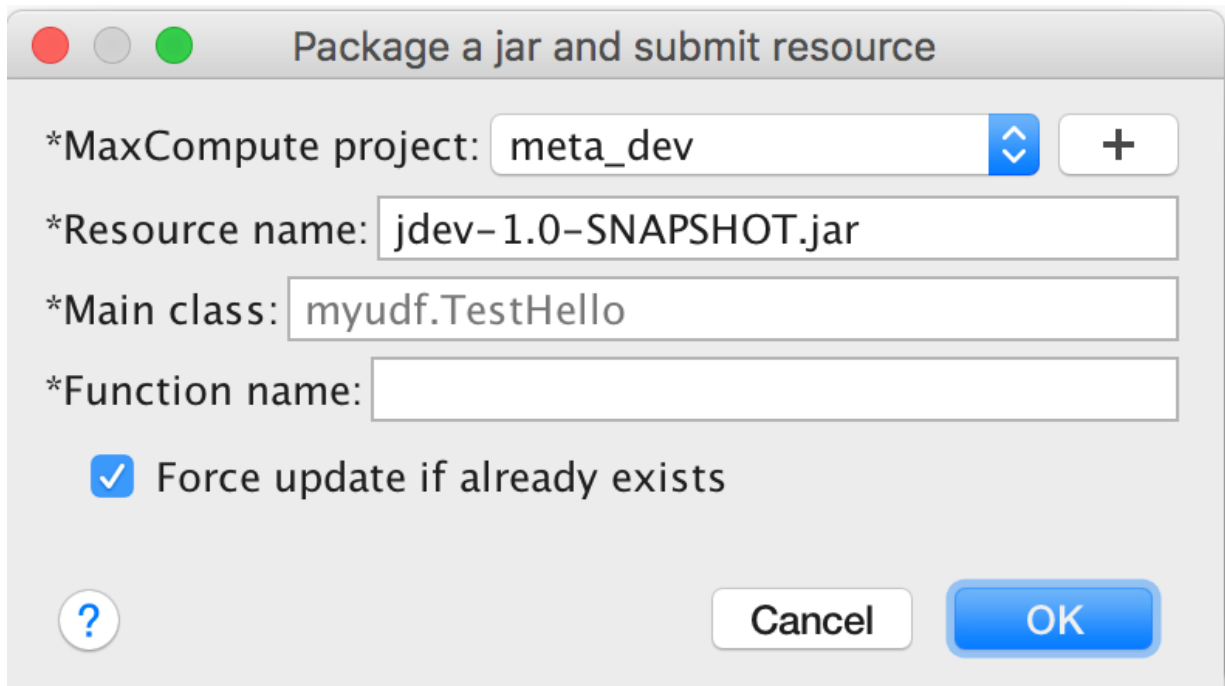 Package a jar and submit resource
*MaxCompute project: meta_dev +
*Resource name: jdev-1.0-SNAPSHOT.jar
*Main class: myudf.TestHello
*Function name:
Force update if already exists
? Cancel OK